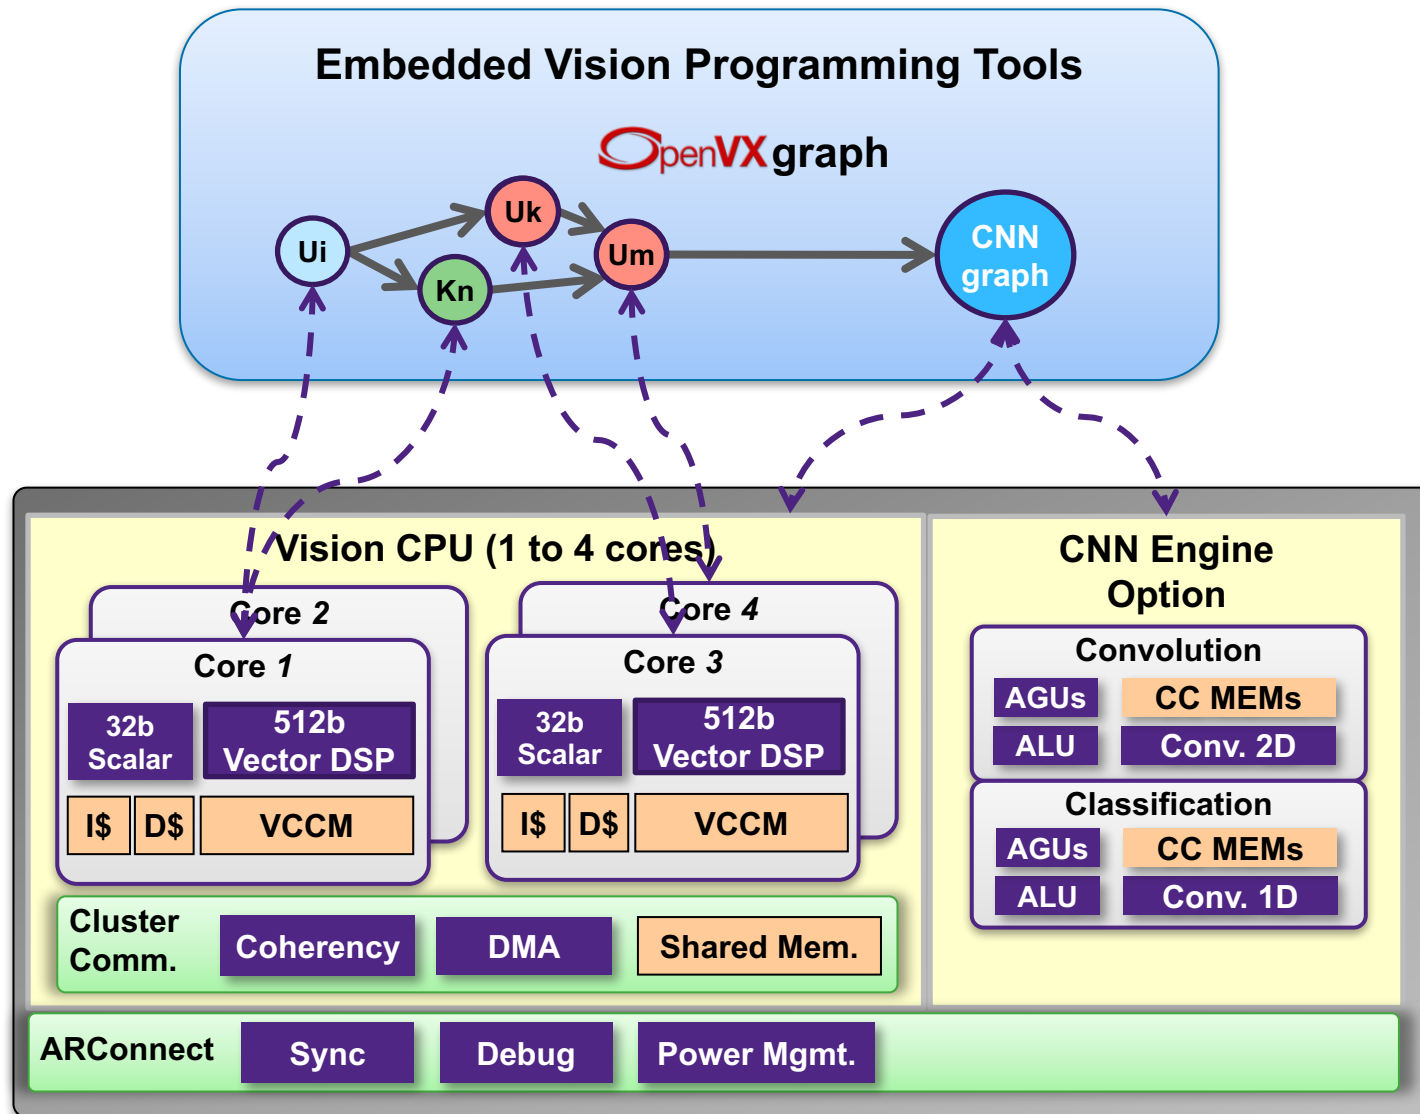 Embedded Vision Programming Tools
OpenVX graph
Ui
Uk
Kn
Um
CNN
graph
Vision CPU (1 to 4 cores)
Core 2
Core 1
32b
Scalar
512b
Vector DSP
I$
D$
VCCM
Core 4
Core 3
32b
Scalar
512b
Vector DSP
I$
D$
VCCM
Cluster
Comm.
Coherency
DMA
Shared Mem.
CNN Engine
Option
Convolution
AGUs
CC MEMs
ALU
Conv. 2D
Classification
AGUs
CC MEMs
ALU
Conv. 1D
ARConnect
Sync
Debug
Power Mgmt.